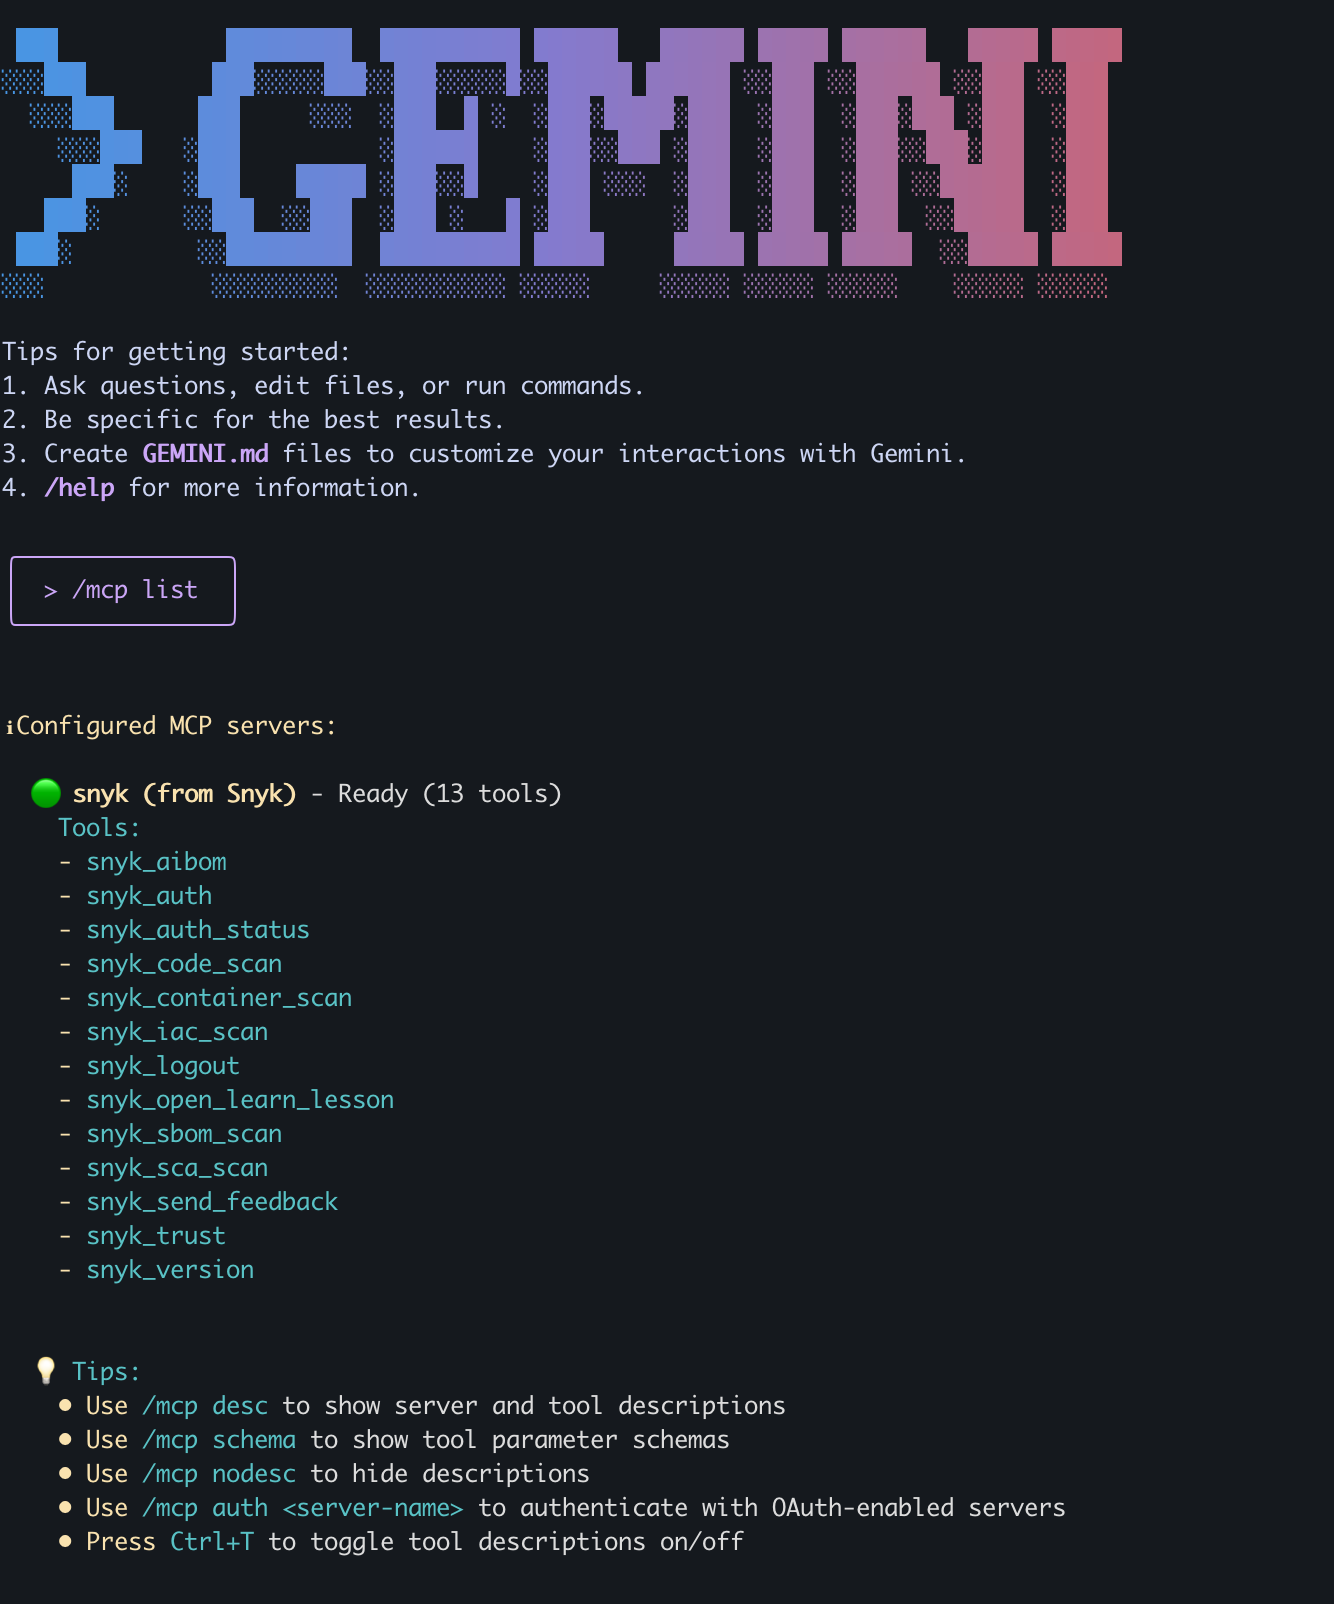 > GEMINI
Tips for getting started:
1. Ask questions, edit files, or run commands.
2. Be specific for the best results.
3. Create GEMINI.md files to customize your interactions with Gemini.
4. /help for more information.
> /mcp list
ℹConfigured MCP servers:
🟢 snyk (from Snyk) - Ready (13 tools)
Tools:
- snyk_aibom
- snyk_auth
- snyk_auth_status
- snyk_code_scan
- snyk_container_scan
- snyk_iac_scan
- snyk_logout
- snyk_open_learn_lesson
- snyk_sbom_scan
- snyk_sca_scan
- snyk_send_feedback
- snyk_trust
- snyk_version
💡 Tips:
● Use /mcp desc to show server and tool descriptions
● Use /mcp schema to show tool parameter schemas
● Use /mcp nodesc to hide descriptions
● Use /mcp auth <server-name> to authenticate with OAuth-enabled servers
● Press Ctrl+T to toggle tool descriptions on/off